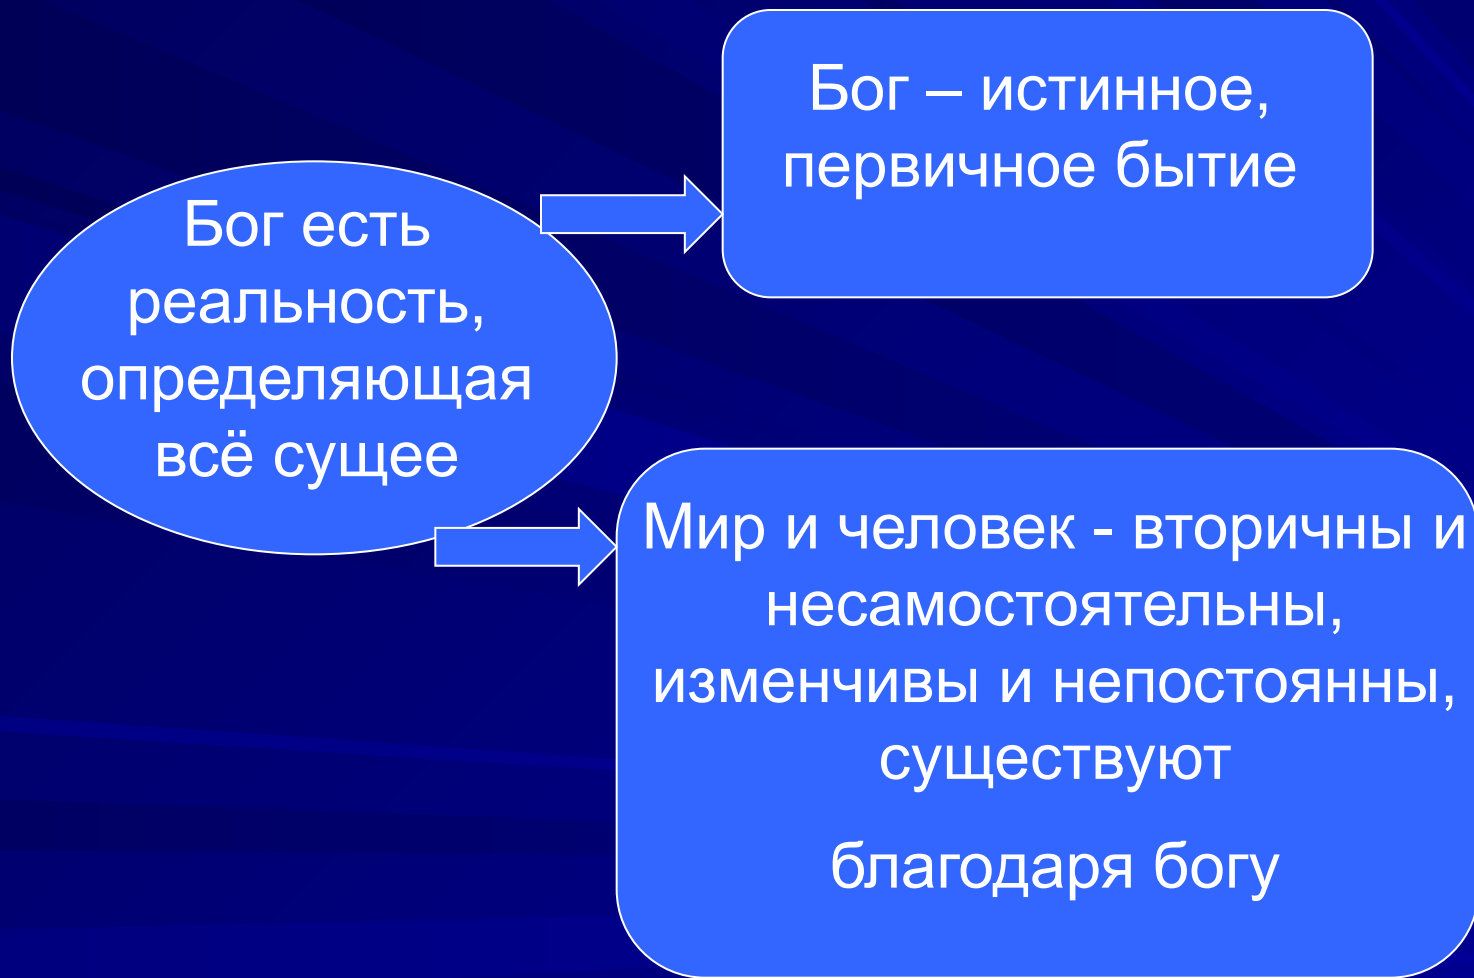 Бог есть
реальность,
определяющая
всё сущее
Бог – истинное,
первичное бытие
Мир и человек - вторичны и
несамостоятельны,
изменчивы и непостоянны,
существуют
благодаря богу